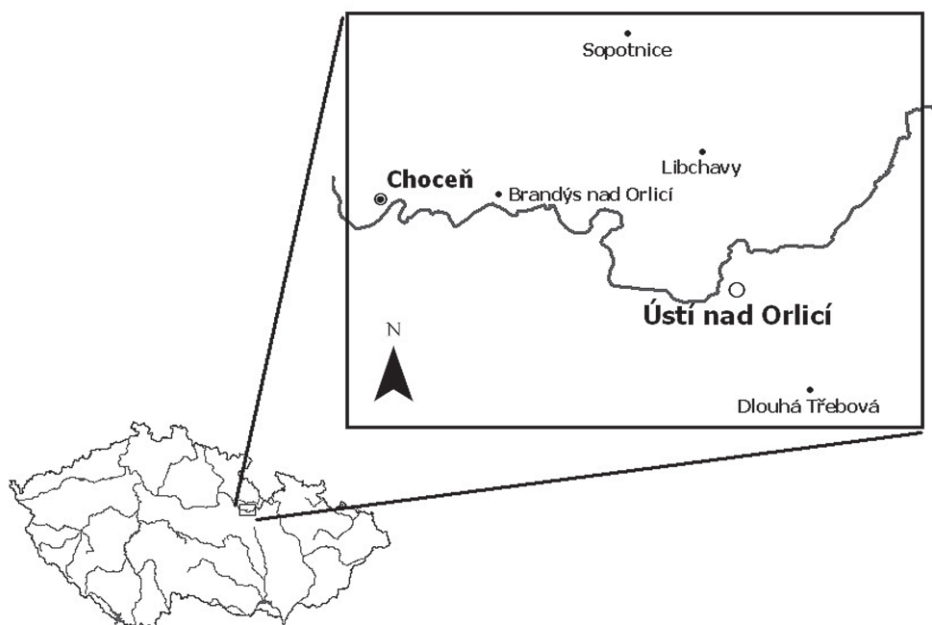 Sopotnice
Libchavy
Choceň
Brandýs nad Orlicí
Ústí nad Orlicí
N
Dlouhá Třebová